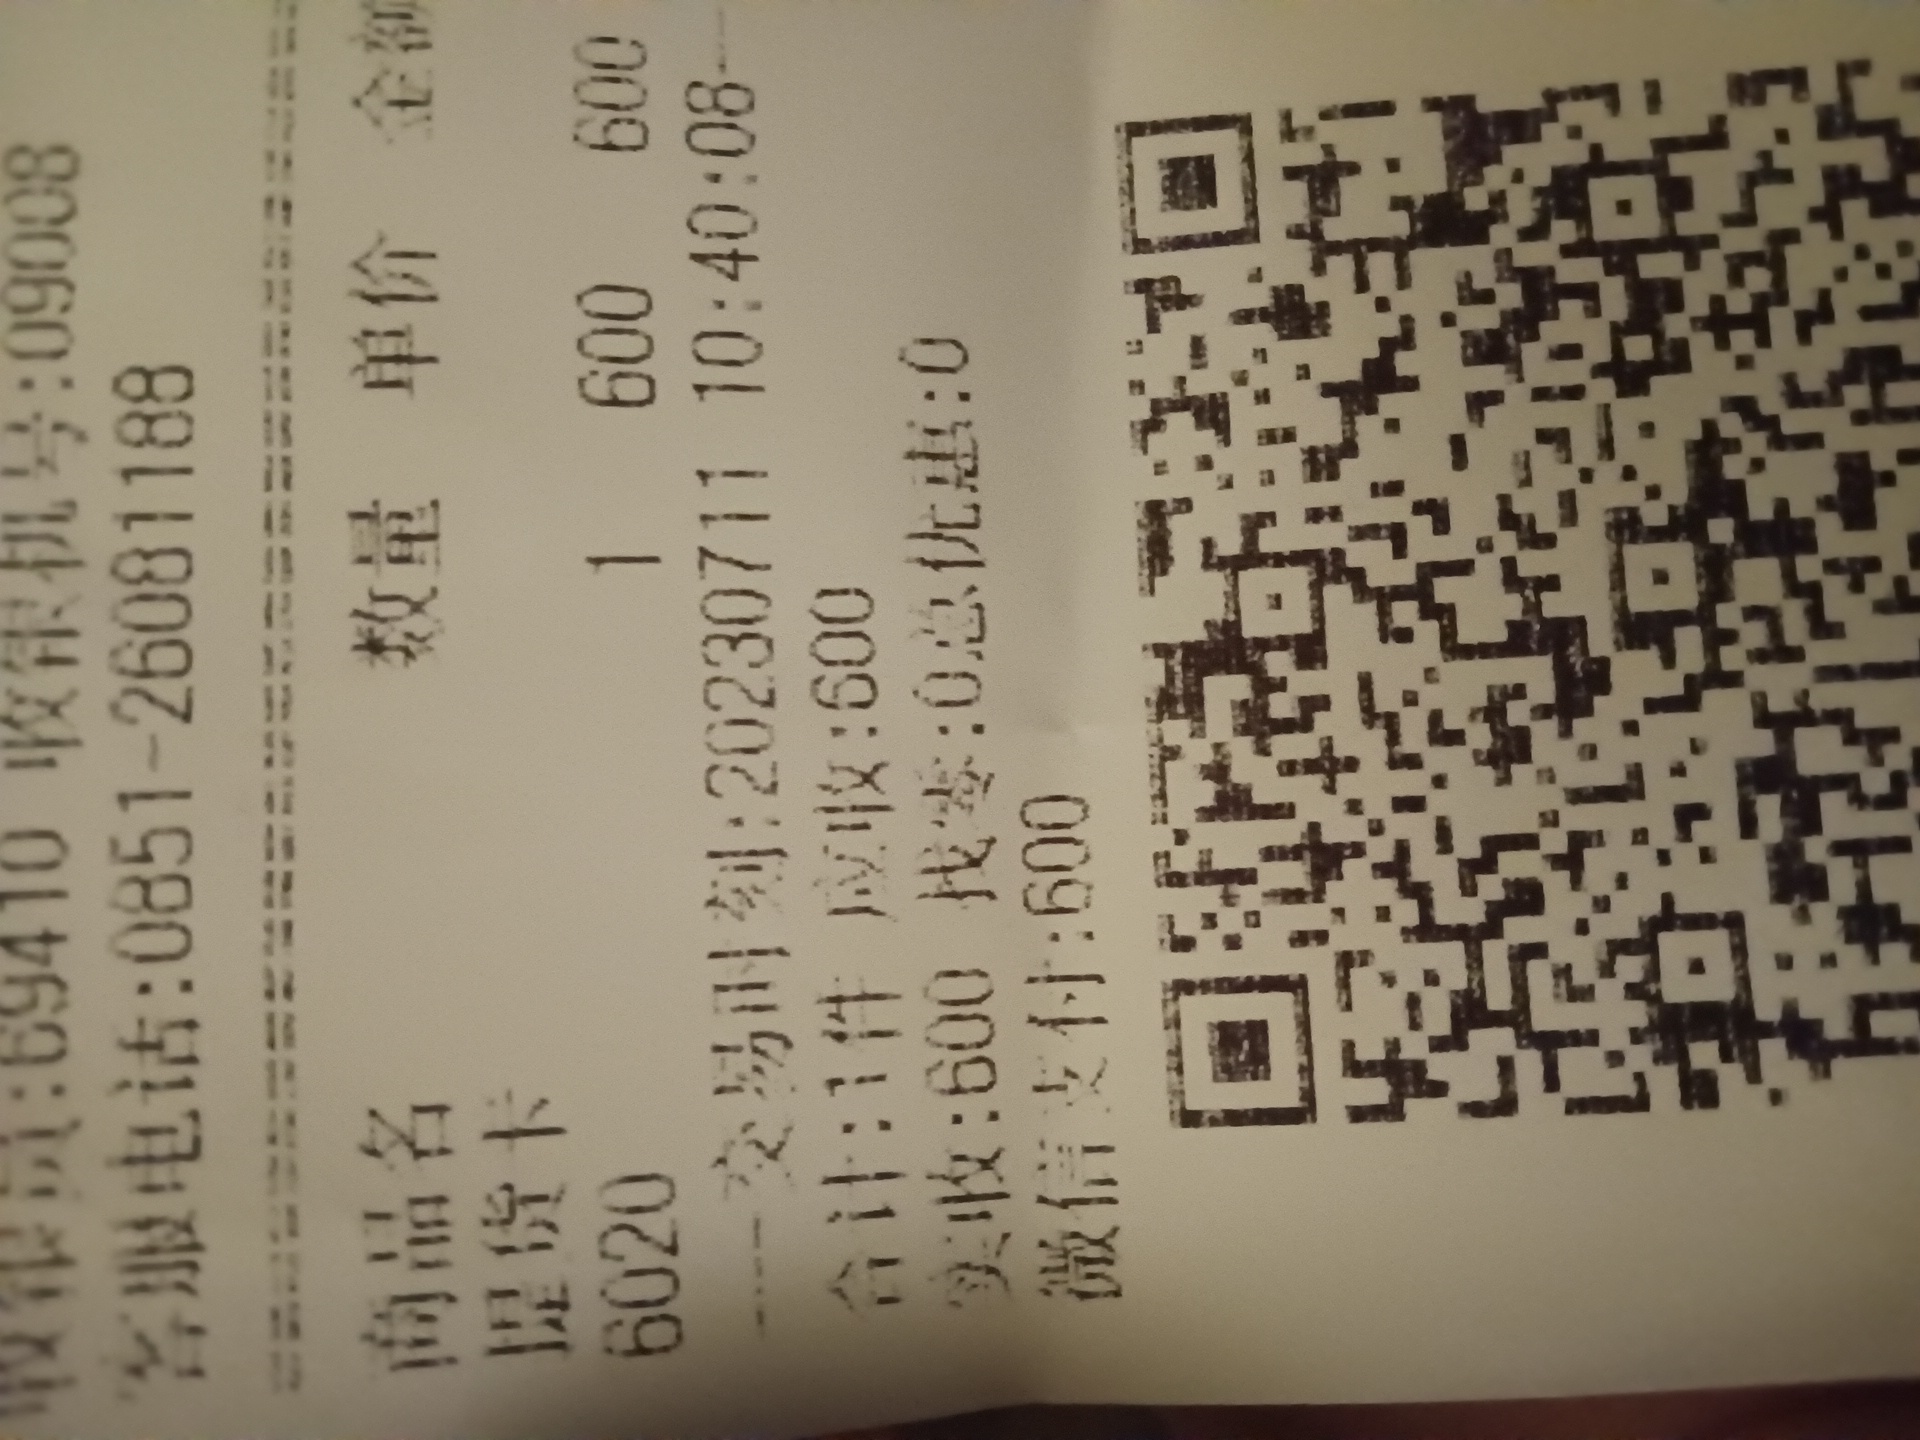 收银员:69410 收银机号:09008
客服电话:0851-26081188
商品名 数量 单价 金额
提货卡
6020 1 600 600
----交易时刻:20230711 10:40:08--
合计:1件 应收:600
实收:600 找零:0总优惠:0
微信支付:600